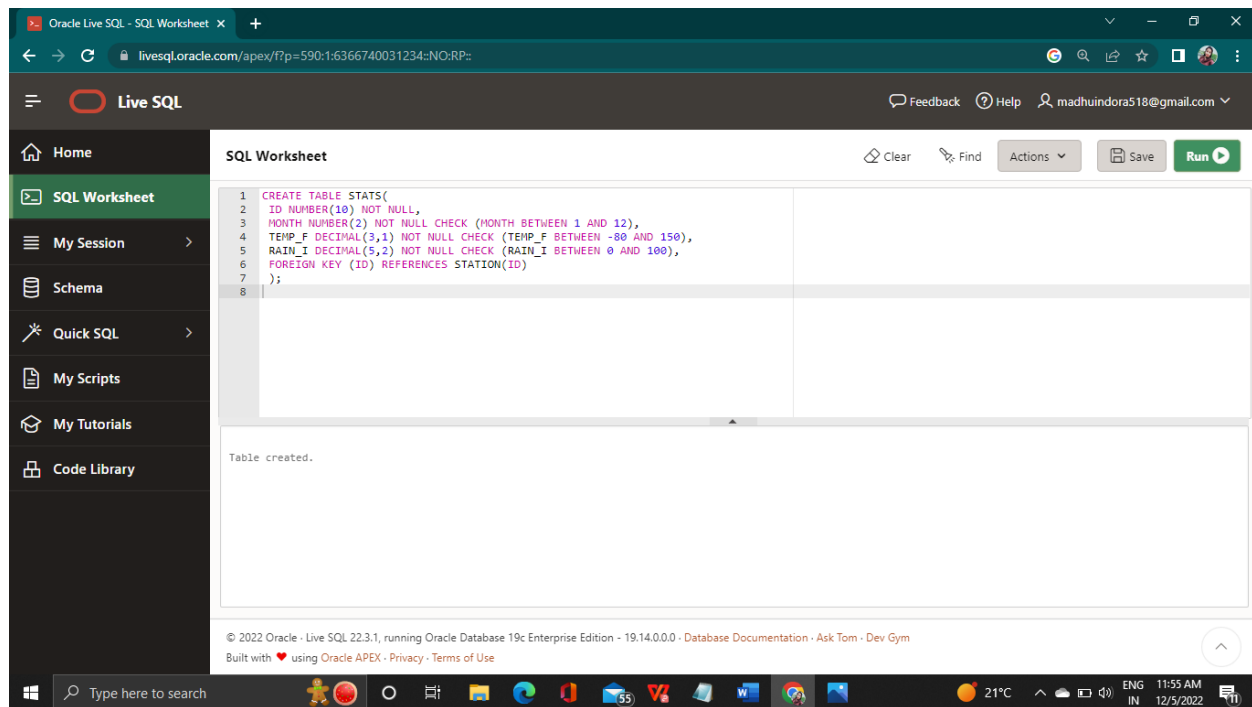 Oracle Live SQL - SQL Worksheet
livesql.oracle.com/apex/f?p=590:1:6366740031234::NO:RP::
Live SQL
Feedback
Help
madhuindora518@gmail.com
Home
SQL Worksheet
My Session
Schema
Quick SQL
My Scripts
My Tutorials
Code Library
SQL Worksheet
Clear
Find
Actions
Save
Run
1 CREATE TABLE STATS(
2 ID NUMBER(10) NOT NULL,
3 MONTH NUMBER(2) NOT NULL CHECK (MONTH BETWEEN 1 AND 12),
4 TEMP_F DECIMAL(3,1) NOT NULL CHECK (TEMP_F BETWEEN -80 AND 150),
5 RAIN_I DECIMAL(5,2) NOT NULL CHECK (RAIN_I BETWEEN 0 AND 100),
6 FOREIGN KEY (ID) REFERENCES STATION(ID)
7 );
8
Table created.
© 2022 Oracle · Live SQL 22.3.1, running Oracle Database 19c Enterprise Edition - 19.14.0.0.0 · Database Documentation · Ask Tom · Dev Gym
Built with ❤ using Oracle APEX · Privacy · Terms of Use
Type here to search
55
21°C
ENG
IN
11:55 AM
12/5/2022
11